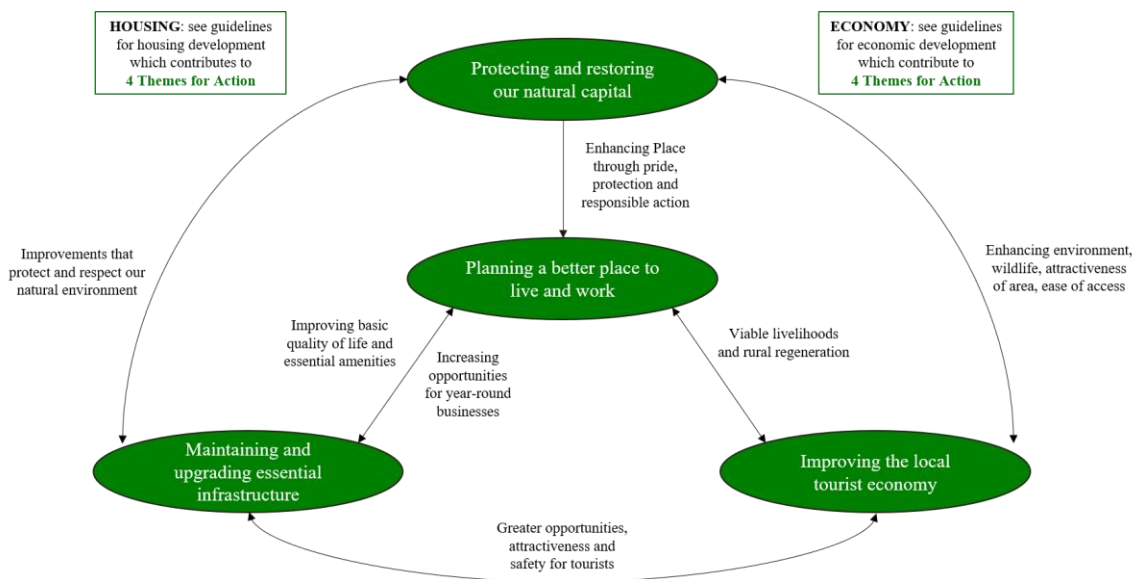 HOUSING: see guidelines
for housing development
which contributes to
4 Themes for Action
ECONOMY: see guidelines
for economic development
which contribute to
4 Themes for Action
Protecting and restoring
our natural capital
Enhancing Place
through pride,
protection and
responsible action
Improvements that
protect and respect our
natural environment
Planning a better place to
live and work
Enhancing environment,
wildlife, attractiveness
of area, ease of access
Improving basic
quality of life and
essential amenities
Increasing
opportunities
for year-round
businesses
Viable livelihoods
and rural regeneration
Maintaining and
upgrading essential
infrastructure
Improving the local
tourist economy
Greater opportunities,
attractiveness and
safety for tourists